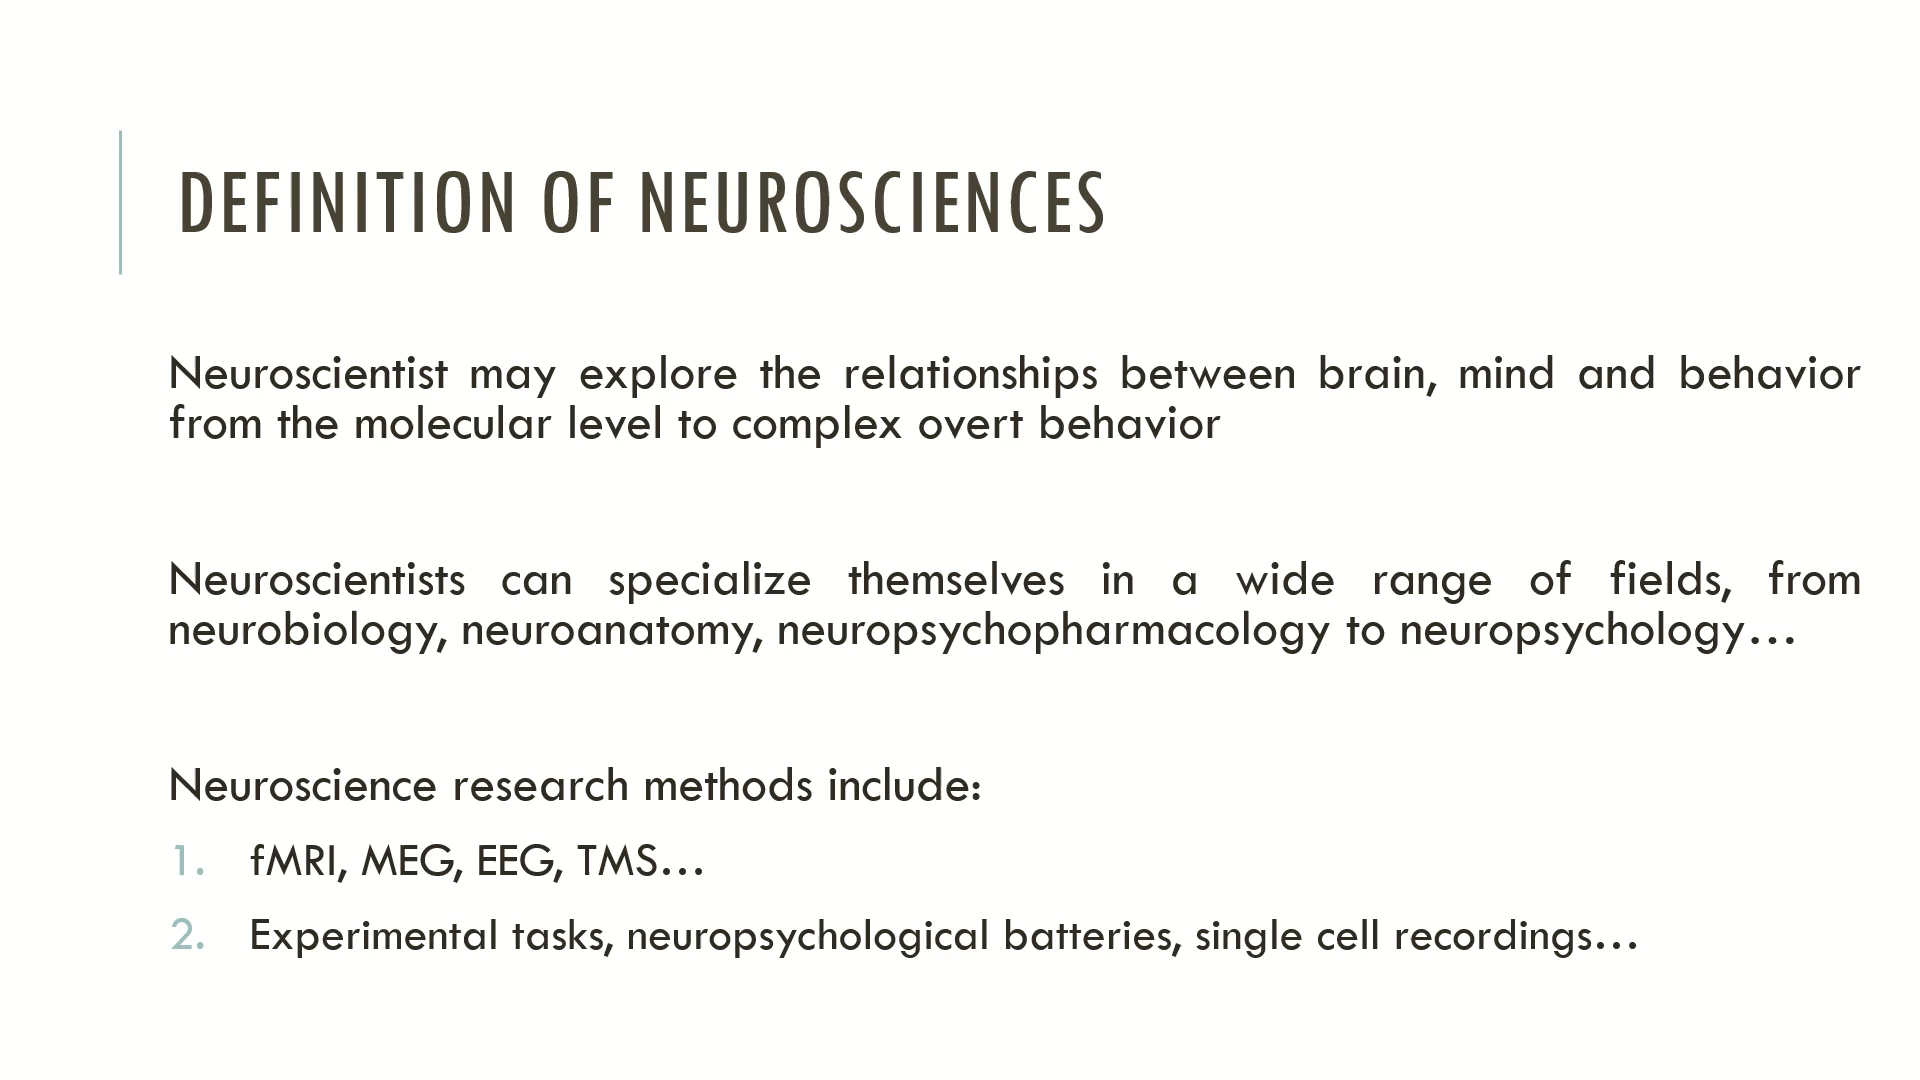 DEFINITION OF NEUROSCIENCES
Neuroscientist may explore the relationships between brain, mind and behavior
from the molecular level to complex overt behavior
Neuroscientists can specialize themselves in a wide range of fields, from
neurobiology, neuroanatomy, neuropsychopharmacology to neuropsychology…
Neuroscience research methods include:
1. fMRI, MEG, EEG, TMS…
2. Experimental tasks, neuropsychological batteries, single cell recordings…